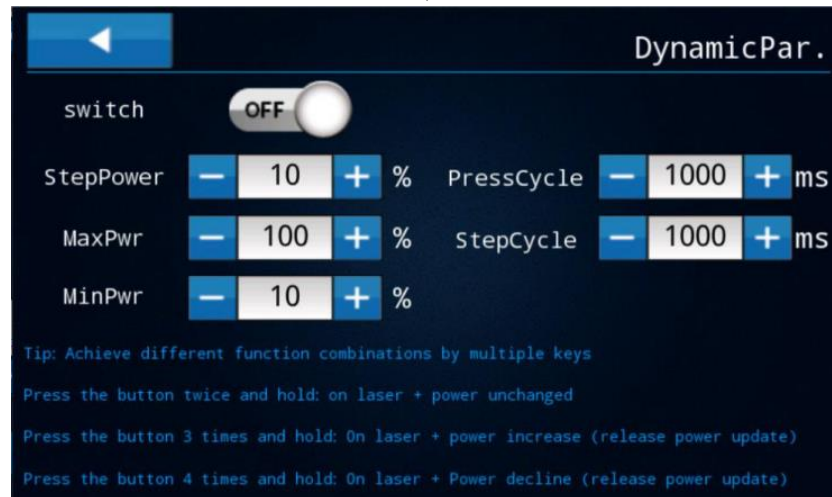 DynamicPar.
switch OFF
StepPower − 10 + % PressCycle − 1000 + ms
MaxPwr − 100 + % StepCycle − 1000 + ms
MinPwr − 10 + %
Tip: Achieve different function combinations by multiple keys
Press the button twice and hold: on laser + power unchanged
Press the button 3 times and hold: On laser + power increase (release power update)
Press the button 4 times and hold: On laser + Power decline (release power update)